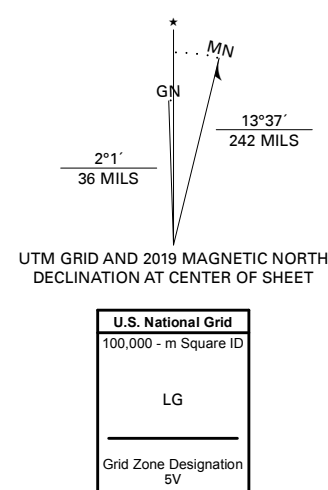 ★
MN
GN
13°37´
242 MILS
2°1´
36 MILS
UTM GRID AND 2019 MAGNETIC NORTH
DECLINATION AT CENTER OF SHEET
U.S. National Grid
100,000 - m Square ID
LG
Grid Zone Designation
5V